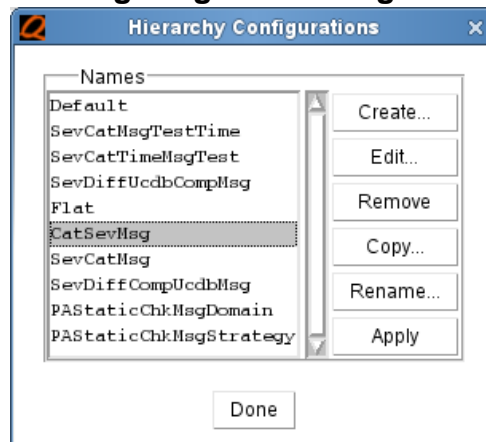 Hierarchy Configurations
Names
Default
SevCatMsgTestTime
SevCatTimeMsgTest
SevDiffUcdbCompMsg
Flat
CatSevMsg
SevCatMsg
SevDiffCompUcdbMsg
PAStaticChkMsgDomain
PAStaticChkMsgStrategy
Create...
Edit...
Remove
Copy...
Rename...
Apply
Done